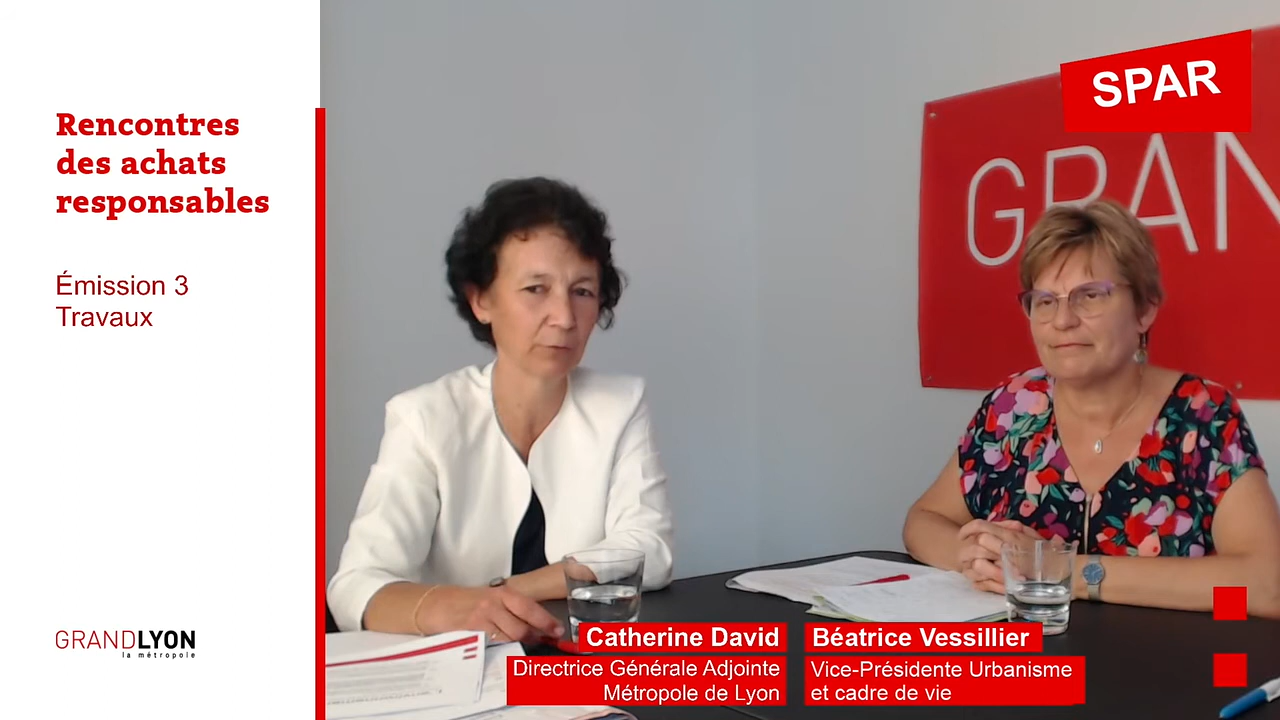 Rencontres
des achats
responsables
Émission 3
Travaux
GRANDLYON
la métropole
SPAR
GRAN
Catherine David
Directrice Générale Adjointe
Métropole de Lyon
Béatrice Vessillier
Vice-Présidente Urbanisme
et cadre de vie